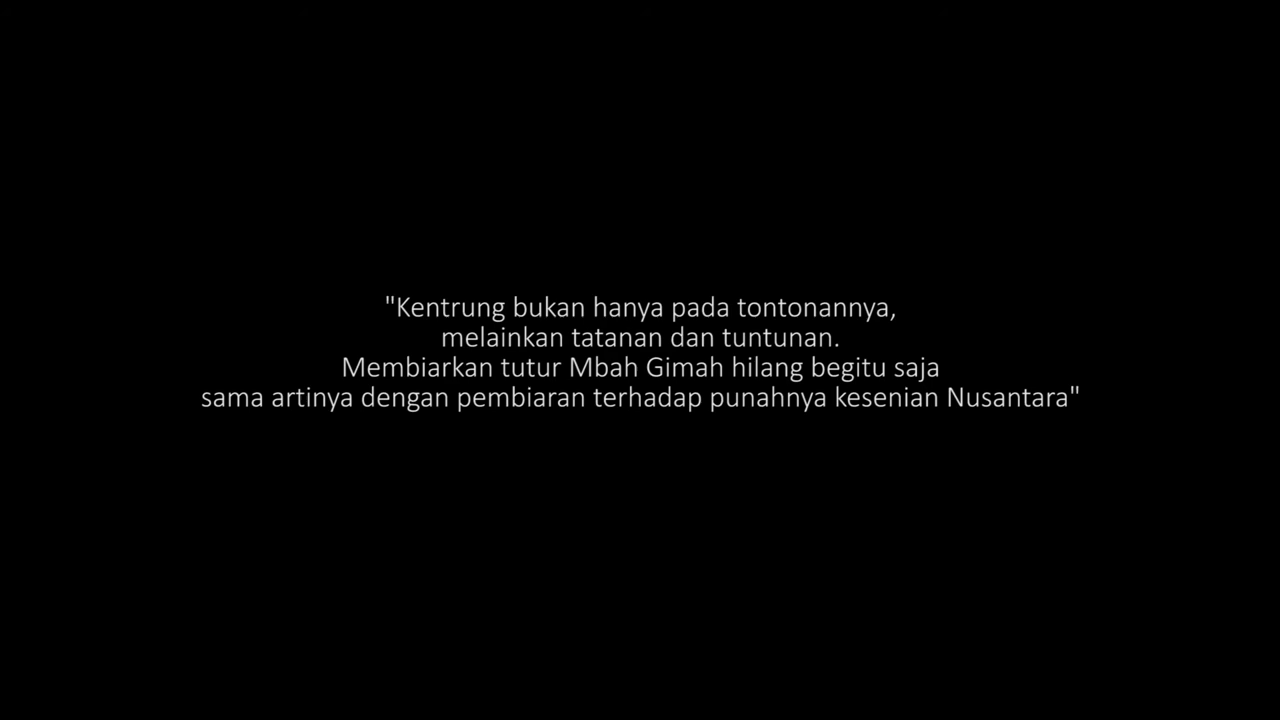 "Kentrung bukan hanya pada tontonannya,
melainkan tatanan dan tuntunan.
Membiarkan tutur Mbah Gimah hilang begitu saja
sama artinya dengan pembiaran terhadap punahnya kesenian Nusantara"